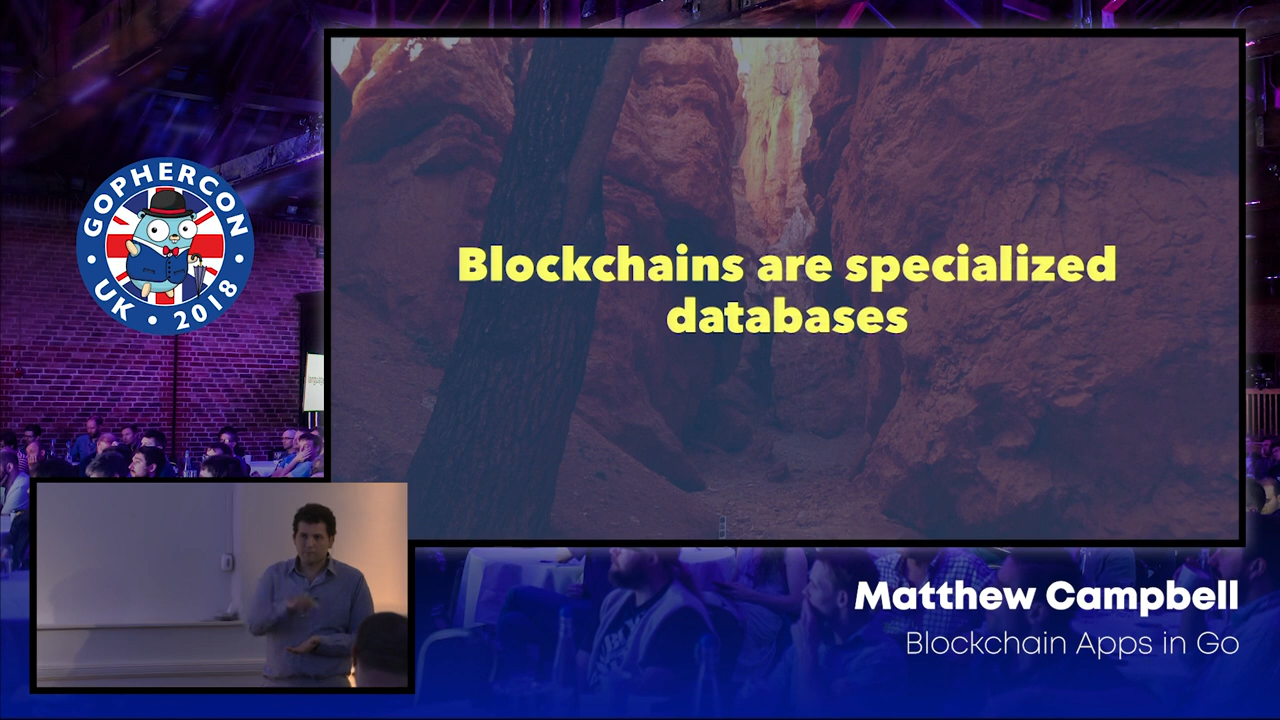 GOPHERCON
UK • 2018
Blockchains are specialized
databases
Matthew Campbell
Blockchain Apps in Go